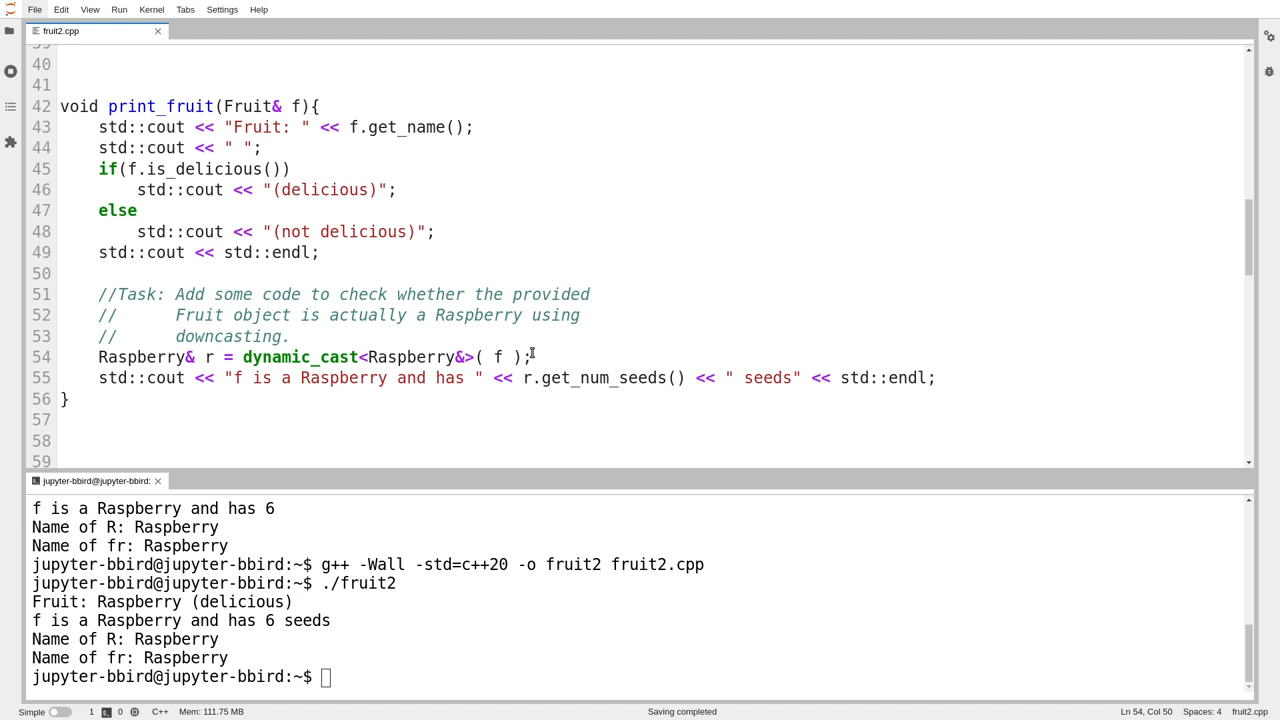 File Edit View Run Kernel Tabs Settings Help
fruit2.cpp
39
40
41
42 void print_fruit(Fruit& f){
43     std::cout << "Fruit: " << f.get_name();
44     std::cout << " ";
45     if(f.is_delicious())
46         std::cout << "(delicious)";
47     else
48         std::cout << "(not delicious)";
49     std::cout << std::endl;
50
51     //Task: Add some code to check whether the provided
52     //      Fruit object is actually a Raspberry using
53     //      downcasting.
54     Raspberry& r = dynamic_cast<Raspberry&>( f );
55     std::cout << "f is a Raspberry and has " << r.get_num_seeds() << " seeds" << std::endl;
56 }
57
58
59
jupyter-bbird@jupyter-bbird:
f is a Raspberry and has 6
Name of R: Raspberry
Name of fr: Raspberry
jupyter-bbird@jupyter-bbird:~$ g++ -Wall -std=c++20 -o fruit2 fruit2.cpp
jupyter-bbird@jupyter-bbird:~$ ./fruit2
Fruit: Raspberry (delicious)
f is a Raspberry and has 6 seeds
Name of R: Raspberry
Name of fr: Raspberry
jupyter-bbird@jupyter-bbird:~$
Simple 1 0 C++ Mem: 111.75 MB Saving completed Ln 54, Col 50 Spaces: 4 fruit2.cpp